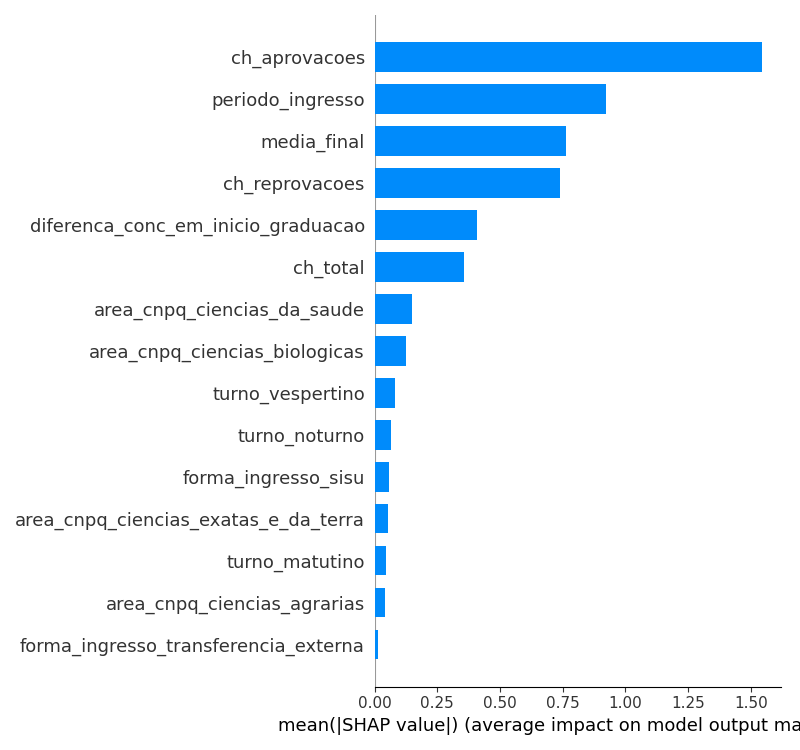 ch_aprovacoes
periodo_ingresso
media_final
ch_reprovacoes
diferenca_conc_em_inicio_graduacao
ch_total
area_cnpq_ciencias_da_saude
area_cnpq_ciencias_biologicas
turno_vespertino
turno_noturno
forma_ingresso_sisu
area_cnpq_ciencias_exatas_e_da_terra
turno_matutino
area_cnpq_ciencias_agrarias
forma_ingresso_transferencia_externa
0.00 0.25 0.50 0.75 1.00 1.25 1.50
mean(|SHAP value|) (average impact on model output ma